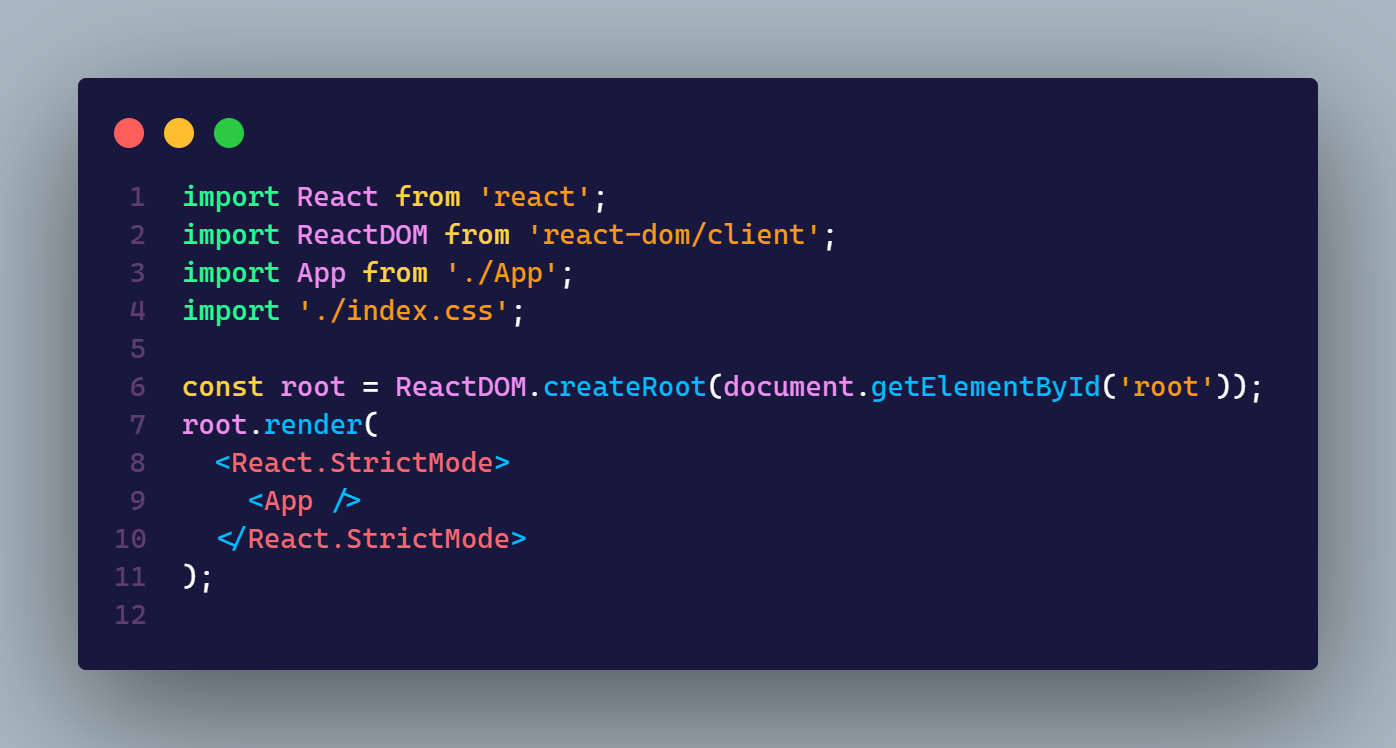 1 import React from 'react';
2 import ReactDOM from 'react-dom/client';
3 import App from './App';
4 import './index.css';
5
6 const root = ReactDOM.createRoot(document.getElementById('root'));
7 root.render(
8   <React.StrictMode>
9     <App />
10   </React.StrictMode>
11 );
12